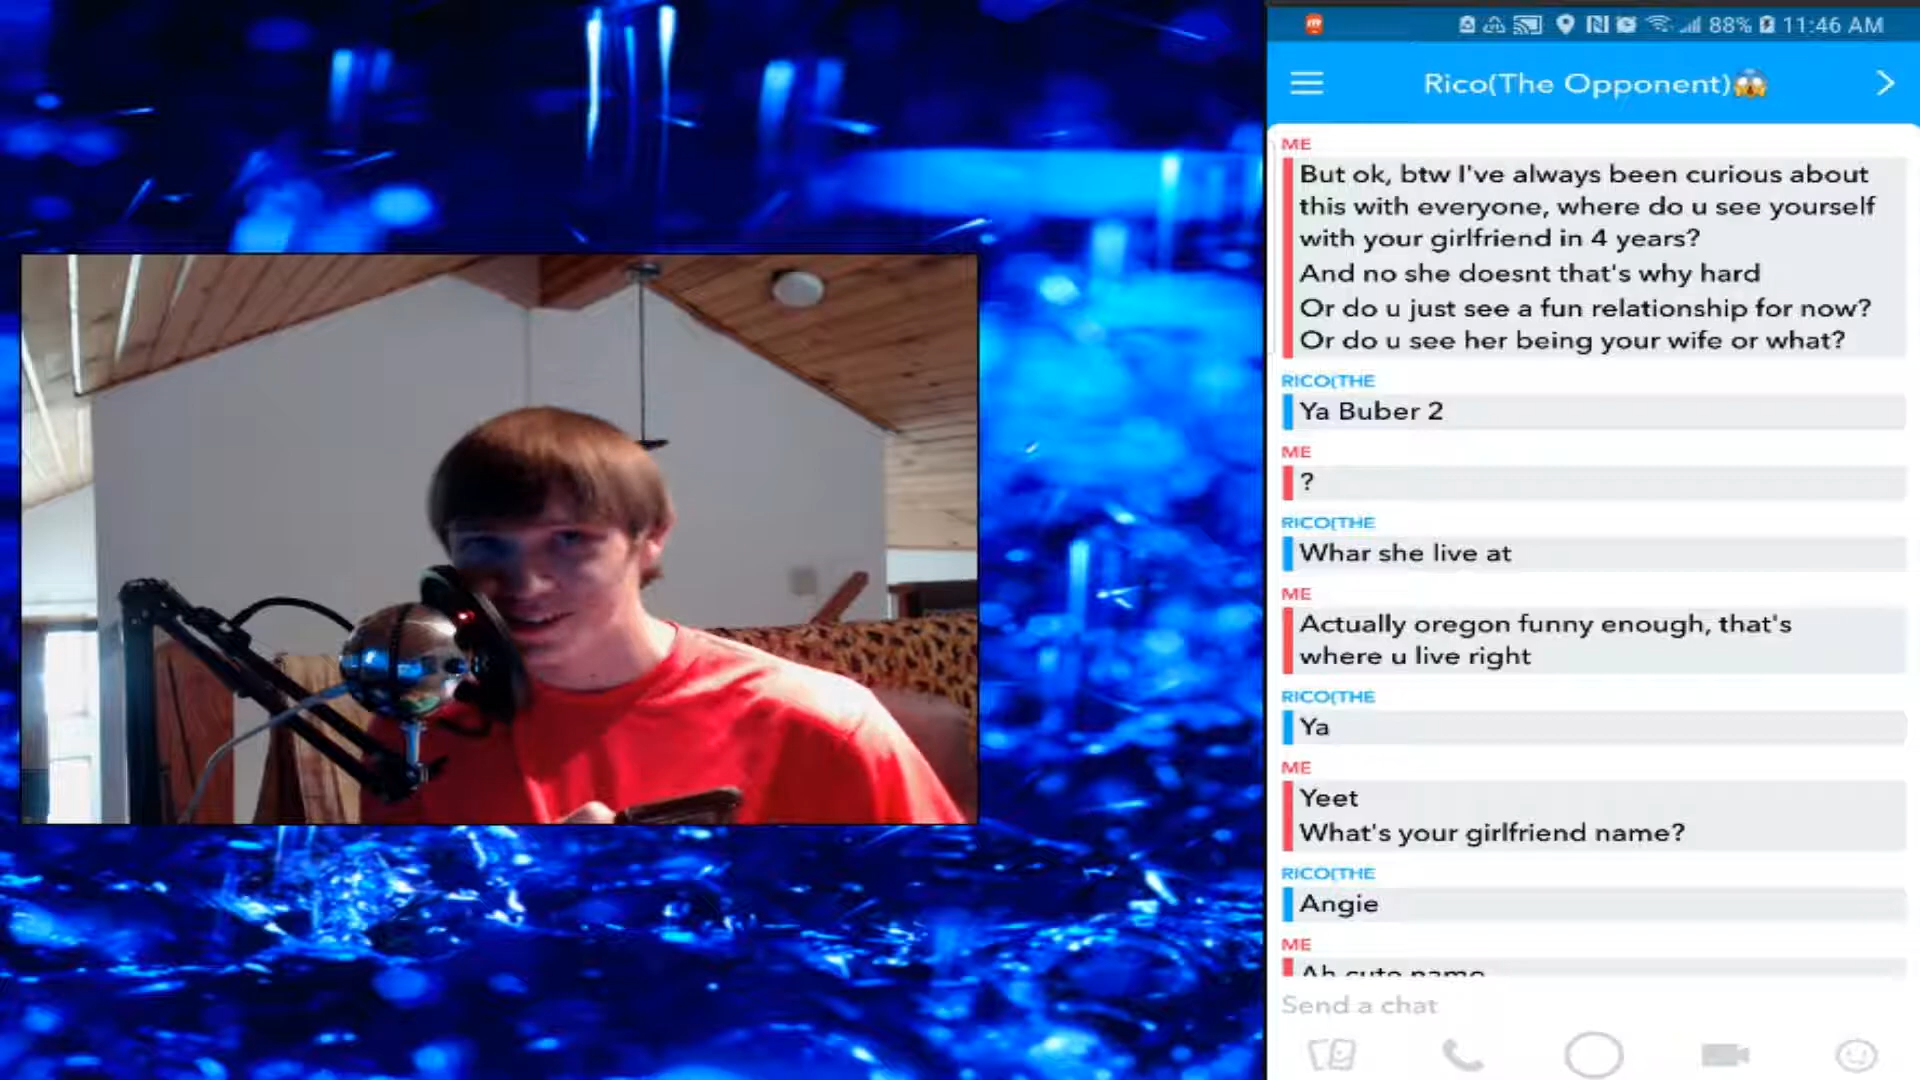 88% 11:46 AM
Rico(The Opponent)😱
ME
But ok, btw I've always been curious about
this with everyone, where do u see yourself
with your girlfriend in 4 years?
And no she doesnt that's why hard
Or do u just see a fun relationship for now?
Or do u see her being your wife or what?
RICO(THE
Ya Buber 2
ME
?
RICO(THE
Whar she live at
ME
Actually oregon funny enough, that's
where u live right
RICO(THE
Ya
ME
Yeet
What's your girlfriend name?
RICO(THE
Angie
ME
Ah cute name
Send a chat